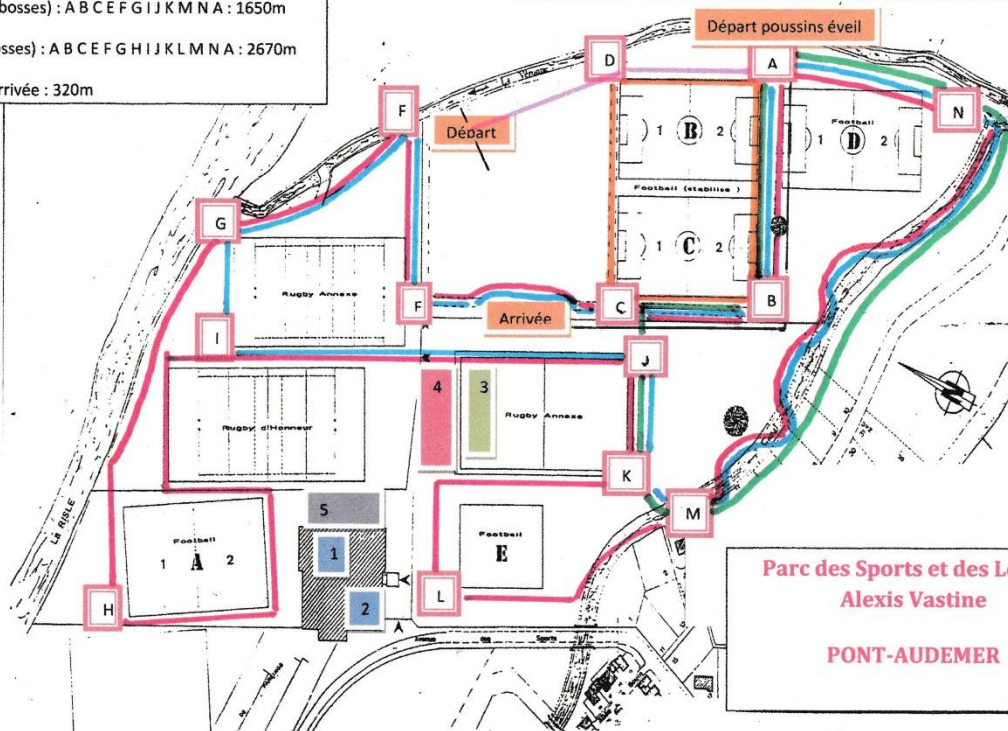 bosses) : A B C E F G I J K M N A : 1650m
sses) : A B C E F G H I J K L M N A : 2670m
rrivée : 320m
Départ poussins éveil
D
A
F
Départ
N
1 B 2
Football
1 D 2
Football (stabilise )
1 C 2
G
Rugby Annexe
F
Arrivée
C
B
I
J
4
3
Rugby d'Honneur
Rugby Annexe
K
M
La RISLE
5
Football
1 A 2
1
Football
E
H
2
L
Avenue des Sports
N
Parc des Sports et des Lo
Alexis Vastine
PONT-AUDEMER